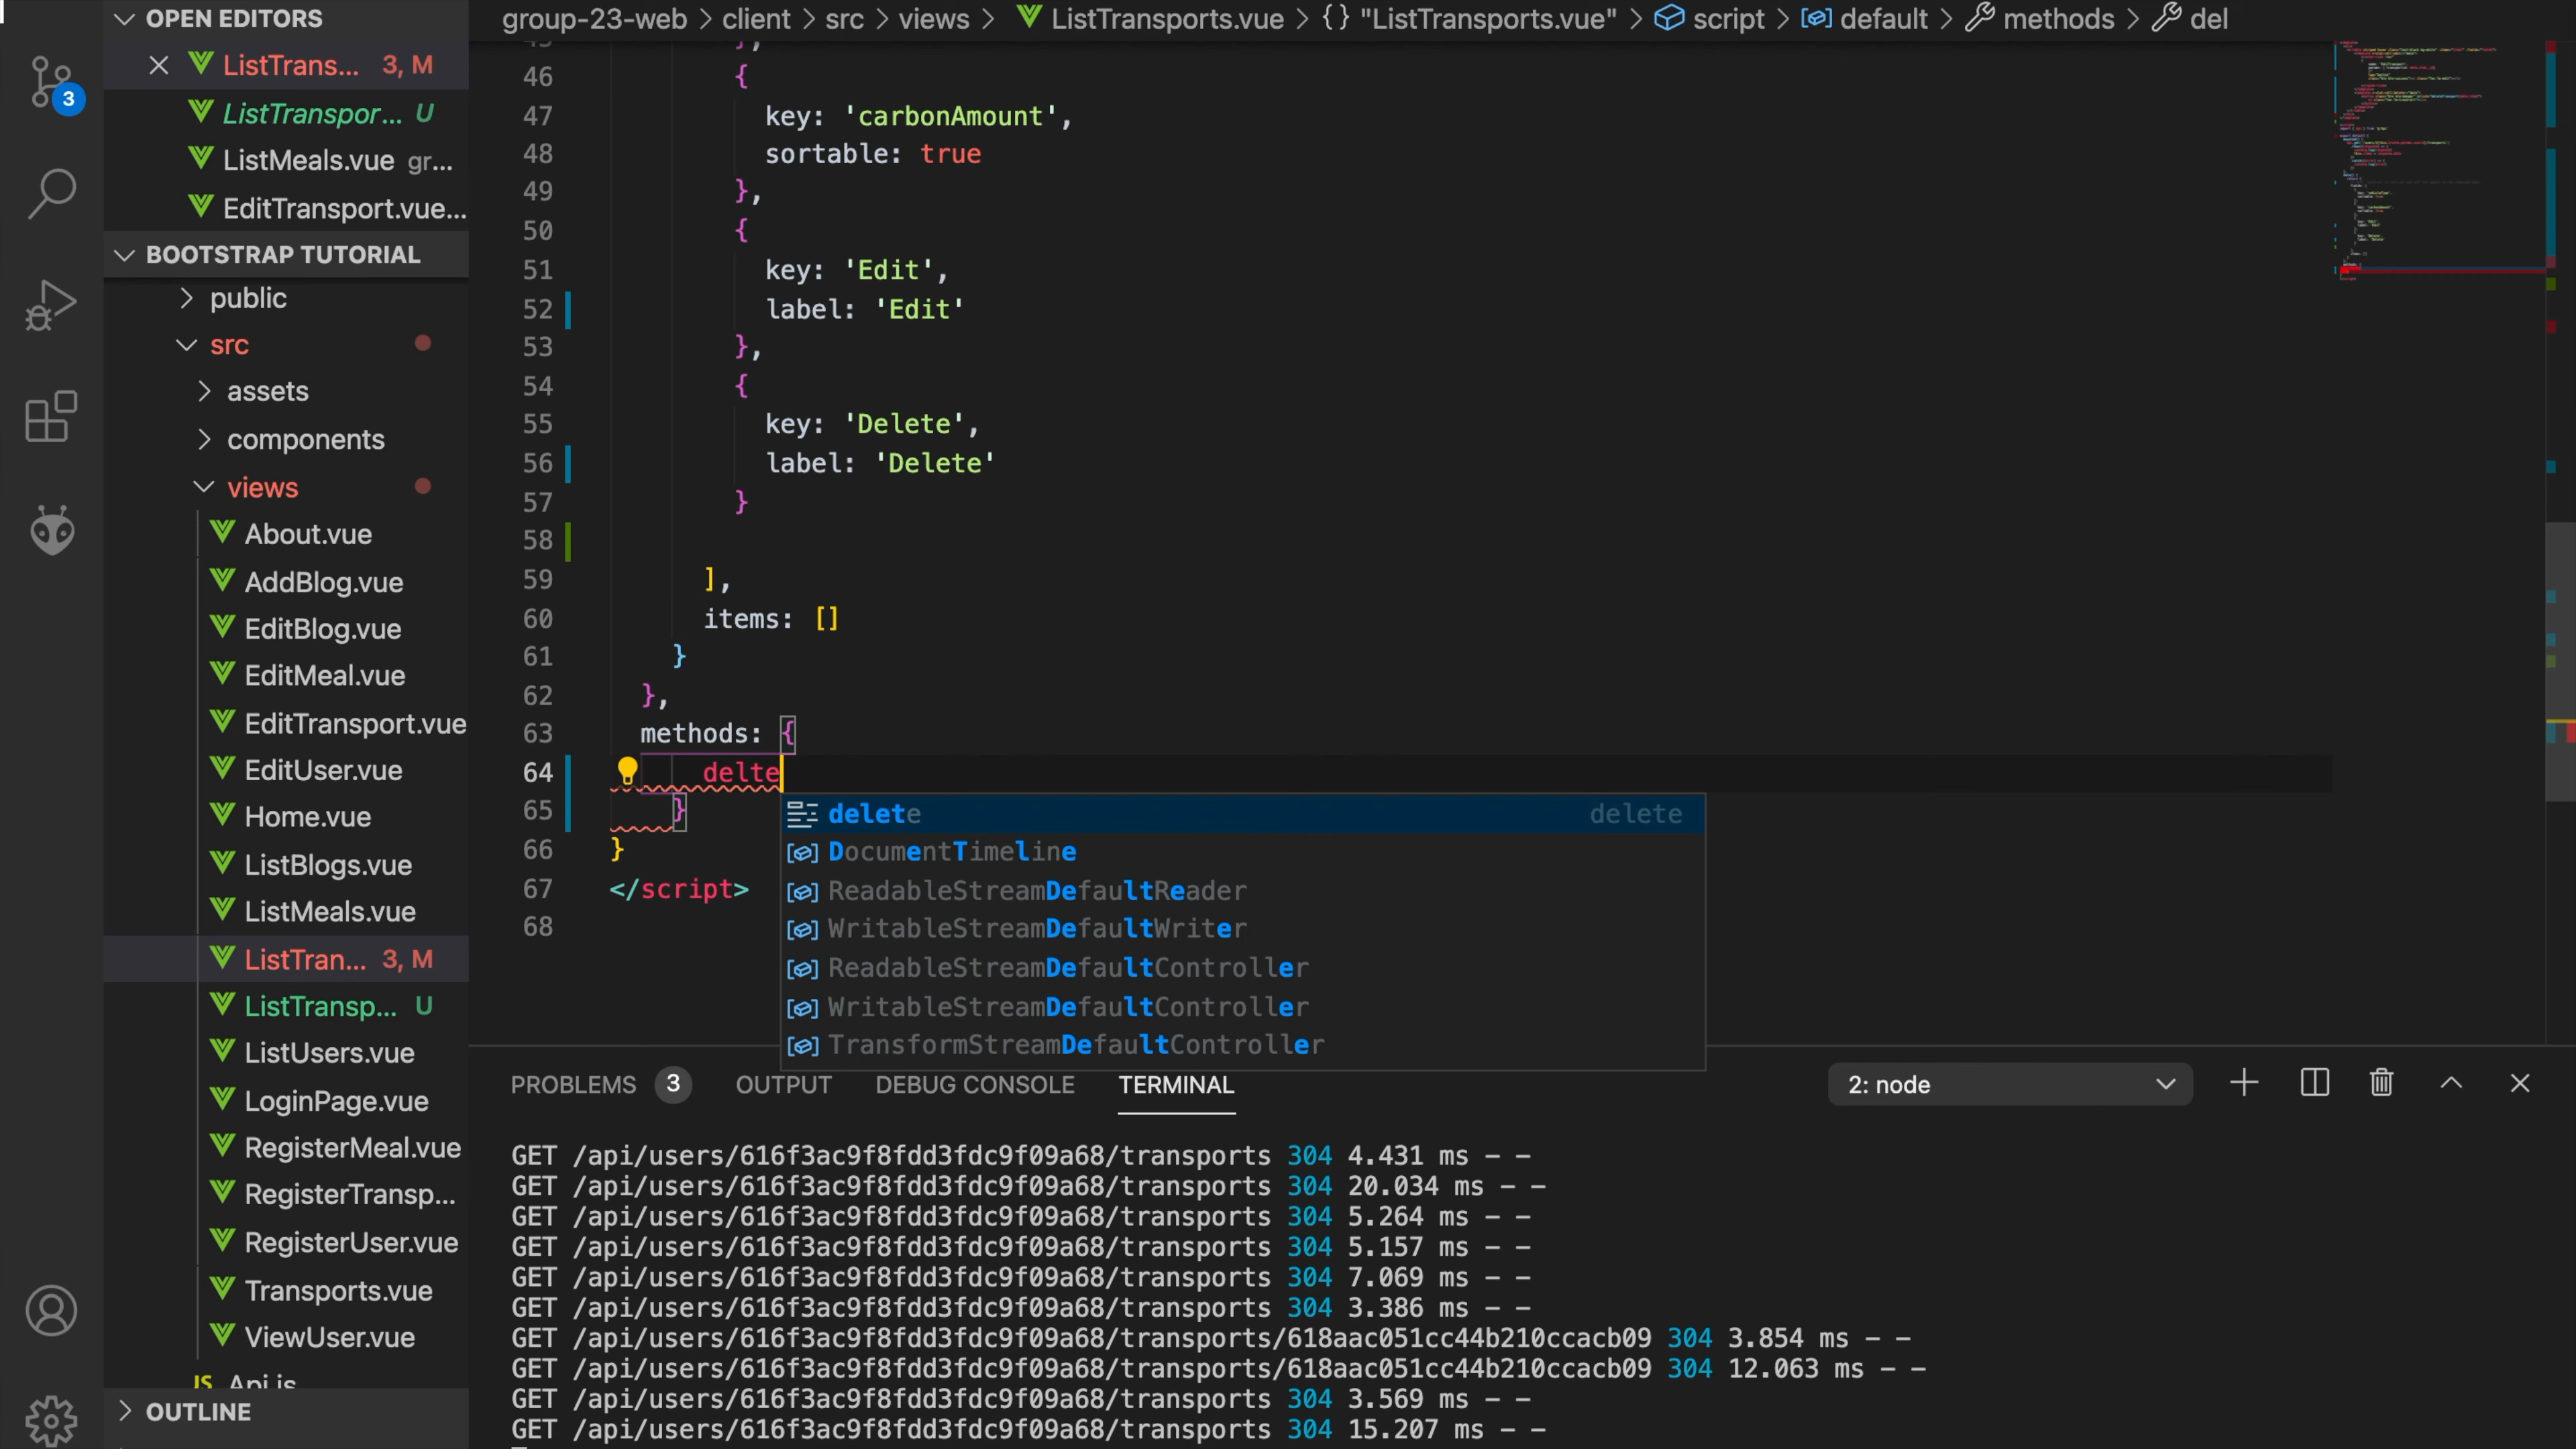 OPEN EDITORS
ListTrans... 3, M
ListTranspor... U
ListMeals.vue gr...
EditTransport.vue...
BOOTSTRAP TUTORIAL
public
src
assets
components
views
About.vue
AddBlog.vue
EditBlog.vue
EditMeal.vue
EditTransport.vue
EditUser.vue
Home.vue
ListBlogs.vue
ListMeals.vue
ListTran... 3, M
ListTransp... U
ListUsers.vue
LoginPage.vue
RegisterMeal.vue
RegisterTransp...
RegisterUser.vue
Transports.vue
ViewUser.vue
JS Api.js
OUTLINE
3
group-23-web > client > src > views > ListTransports.vue > {} "ListTransports.vue" > script > default > methods > del
45 },
46 {
47 key: 'carbonAmount',
48 sortable: true
49 },
50 {
51 key: 'Edit',
52 label: 'Edit'
53 },
54 {
55 key: 'Delete',
56 label: 'Delete'
57 }
58
59 ],
60 items: []
61 }
62 },
63 methods: {
64 delte
65 }
66 }
67 </script>
68
delete delete
DocumentTimeline
ReadableStreamDefaultReader
WritableStreamDefaultWriter
ReadableStreamDefaultController
WritableStreamDefaultController
TransformStreamDefaultController
PROBLEMS 3 OUTPUT DEBUG CONSOLE TERMINAL 2: node
GET /api/users/616f3ac9f8fdd3fdc9f09a68/transports 304 4.431 ms - -
GET /api/users/616f3ac9f8fdd3fdc9f09a68/transports 304 20.034 ms - -
GET /api/users/616f3ac9f8fdd3fdc9f09a68/transports 304 5.264 ms - -
GET /api/users/616f3ac9f8fdd3fdc9f09a68/transports 304 5.157 ms - -
GET /api/users/616f3ac9f8fdd3fdc9f09a68/transports 304 7.069 ms - -
GET /api/users/616f3ac9f8fdd3fdc9f09a68/transports 304 3.386 ms - -
GET /api/users/616f3ac9f8fdd3fdc9f09a68/transports/618aac051cc44b210ccacb09 304 3.854 ms - -
GET /api/users/616f3ac9f8fdd3fdc9f09a68/transports/618aac051cc44b210ccacb09 304 12.063 ms - -
GET /api/users/616f3ac9f8fdd3fdc9f09a68/transports 304 3.569 ms - -
GET /api/users/616f3ac9f8fdd3fdc9f09a68/transports 304 15.207 ms - -